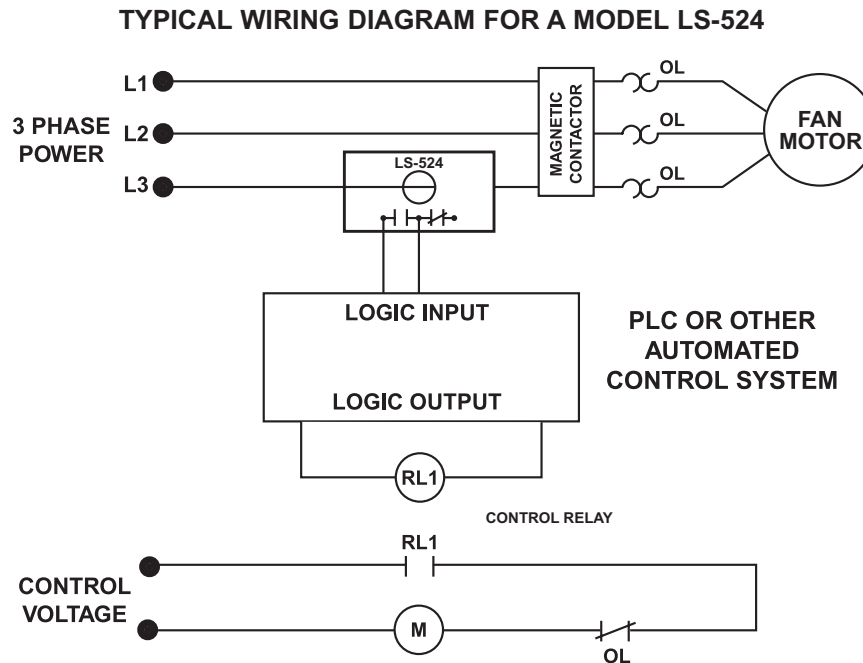 TYPICAL WIRING DIAGRAM FOR A MODEL LS-524
L1
L2
L3
3 PHASE
POWER
LS-524
MAGNETIC
CONTACTOR
OL
OL
OL
FAN
MOTOR
LOGIC INPUT
LOGIC OUTPUT
PLC OR OTHER
AUTOMATED
CONTROL SYSTEM
RL1
CONTROL RELAY
RL1
CONTROL
VOLTAGE
M
OL